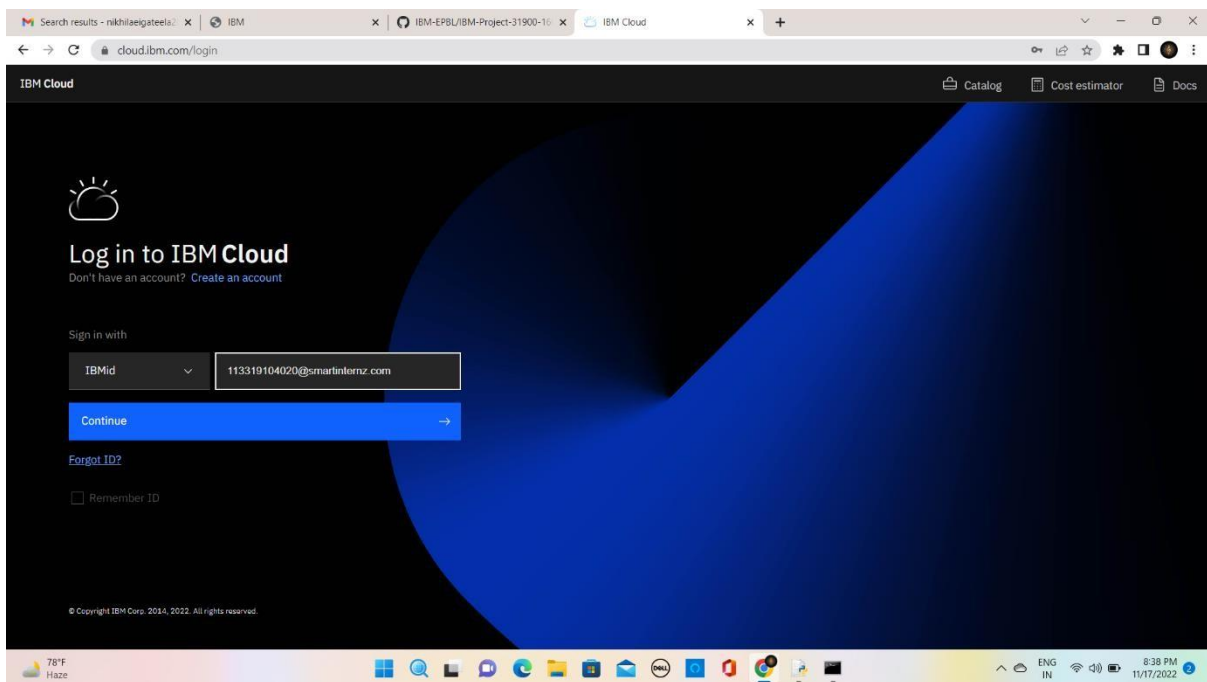 Search results - nikhilaeigateela2
IBM
IBM-EPBL/IBM-Project-31900-16
IBM Cloud
cloud.ibm.com/login
IBM Cloud
Catalog
Cost estimator
Docs
Log in to IBM Cloud
Don't have an account? Create an account
Sign in with
IBMid
113319104020@smartinternz.com
Continue
Forgot ID?
Remember ID
© Copyright IBM Corp. 2014, 2022. All rights reserved.
78°F
Haze
DELL
ENG
IN
8:38 PM
11/17/2022
2